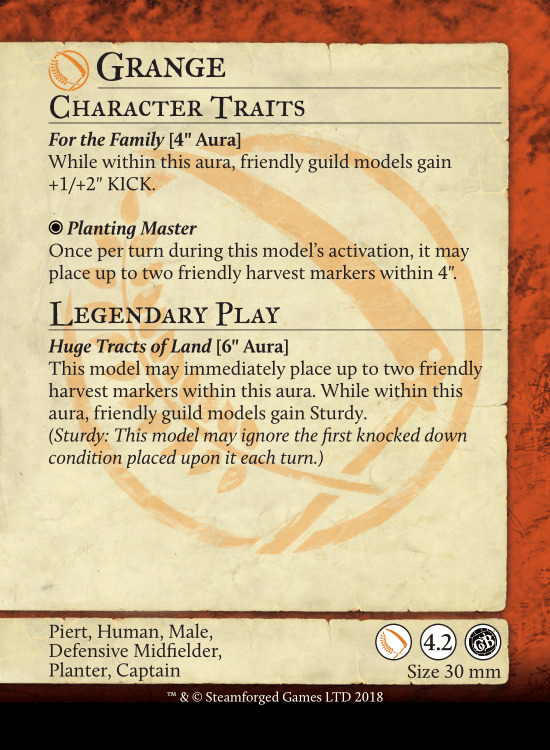 Grange
Character Traits
For the Family [4" Aura]
While within this aura, friendly guild models gain
+1/+2" KICK.
Planting Master
Once per turn during this model's activation, it may
place up to two friendly harvest markers within 4".
Legendary Play
Huge Tracts of Land [6" Aura]
This model may immediately place up to two friendly
harvest markers within this aura. While within this
aura, friendly guild models gain Sturdy.
(Sturdy: This model may ignore the first knocked down
condition placed upon it each turn.)
Piert, Human, Male,
Defensive Midfielder,
Planter, Captain
4.2
GB
Size 30 mm
™ & © Steamforged Games LTD 2018